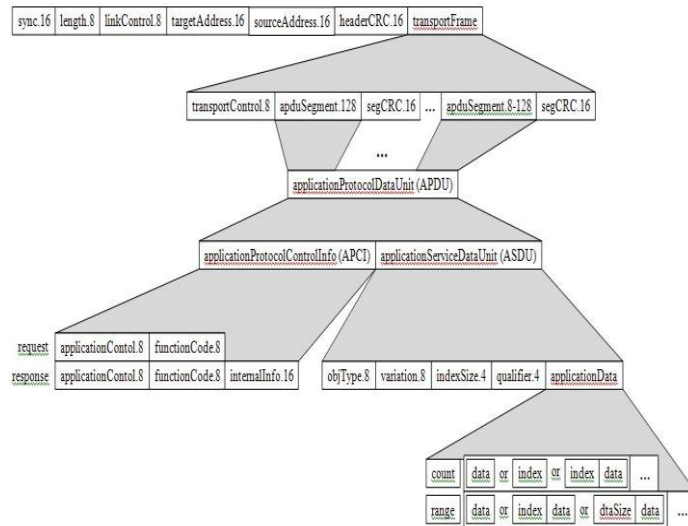 sync.16 length.8 linkControl.8 targetAddress.16 sourceAddress.16 headerCRC.16 transportFrame
transportControl.8 apduSegment.128 segCRC.16 ... apduSegment.8-128 segCRC.16
...
applicationProtocolDataUnit (APDU)
applicationProtocolControlInfo (APCI) applicationServiceDataUnit (ASDU)
request applicationContol.8 functionCode.8
response applicationContol.8 functionCode.8 internalInfo.16 objType.8 variation.8 indexSize.4 qualifier.4 applicationData
count data or index or index data ...
range data or index data or dtaSize data ...